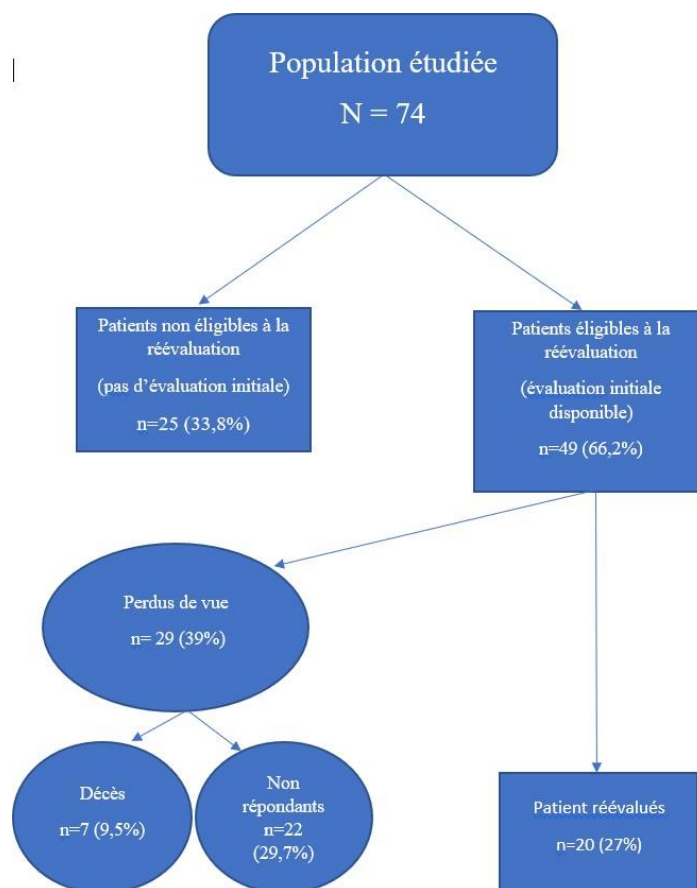 Population étudiée
N = 74
Patients non éligibles à la
réévaluation
(pas d'évaluation initiale)
n=25 (33,8%)
Patients éligibles à la
réévaluation
(évaluation initiale
disponible)
n=49 (66,2%)
Perdus de vue
n= 29 (39%)
Décès
n=7 (9,5%)
Non
répondants
n=22
(29,7%)
Patient réévalués
n=20 (27%)